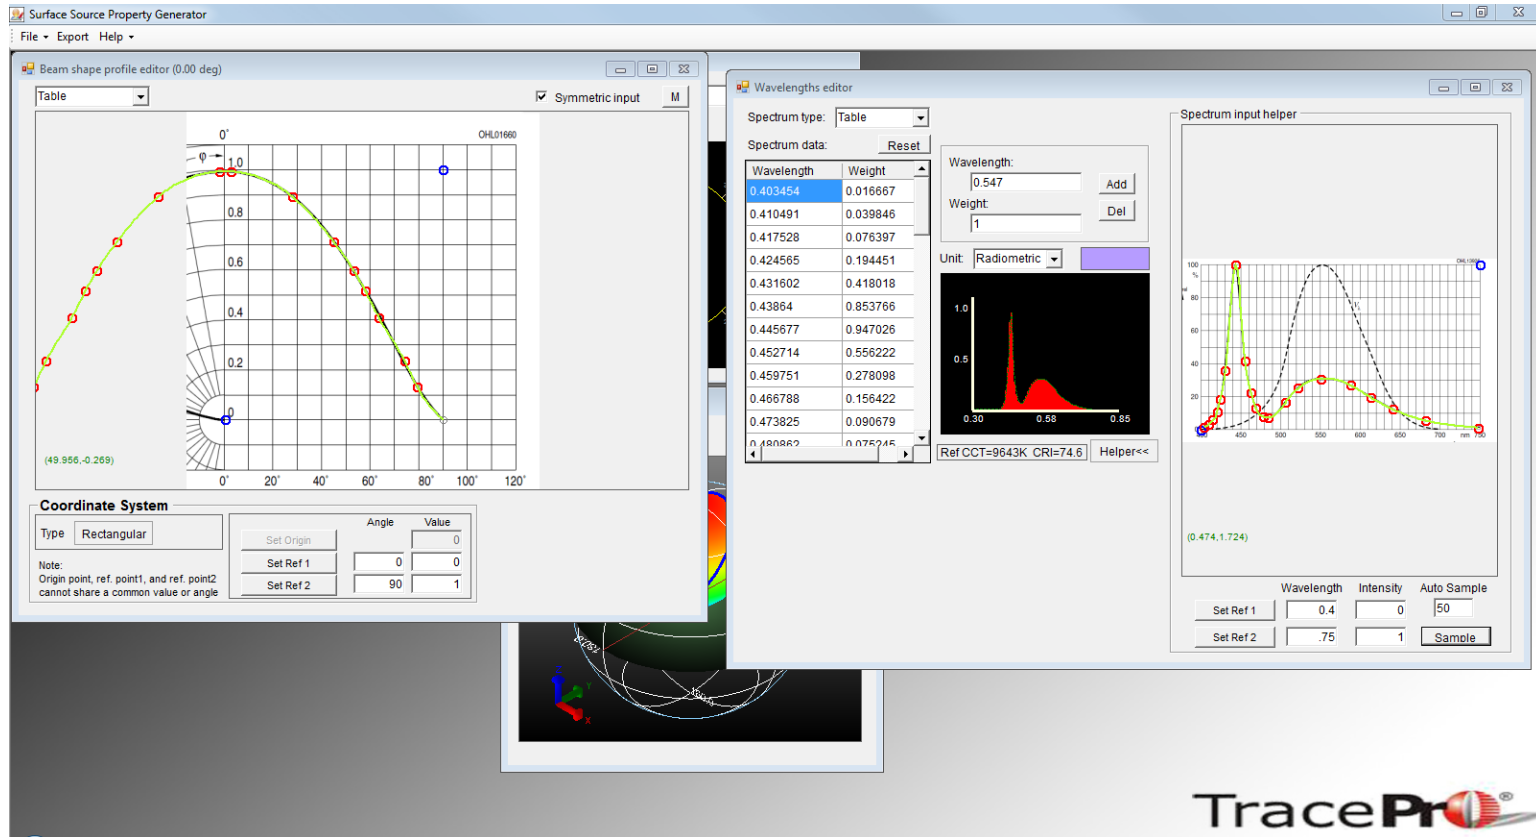 Surface Source Property Generator
File Export Help
Beam shape profile editor (0.00 deg)
Table
Symmetric input M
0° OHL01660
φ
1.0
0.8
0.6
0.4
0.2
0
(49.956,-0.269)
0° 20° 40° 60° 80° 100° 120°
Coordinate System
Type Rectangular
Note:
Origin point, ref. point1, and ref. point2
cannot share a common value or angle
Angle Value
Set Origin 0
Set Ref 1 0 0
Set Ref 2 90 1
Wavelengths editor
Spectrum type: Table
Spectrum data: Reset
Wavelength Weight
0.403454 0.016667
0.410491 0.039846
0.417528 0.076397
0.424565 0.194451
0.431602 0.418018
0.43864 0.853766
0.445677 0.947026
0.452714 0.556222
0.459751 0.278098
0.466788 0.156422
0.473825 0.090679
0.480862 0.075245
Wavelength:
0.547 Add
Weight:
1 Del
Unit: Radiometric
1.0
0.5
0.30 0.58 0.85
Ref CCT=9643K CRI=74.6 Helper<<
Spectrum input helper
100
%
80
60
40
20
450 500 550 600 650 700 nm 750
(0.474,1.724)
Wavelength Intensity Auto Sample
Set Ref 1 0.4 0 50
Set Ref 2 .75 1 Sample
TracePro®